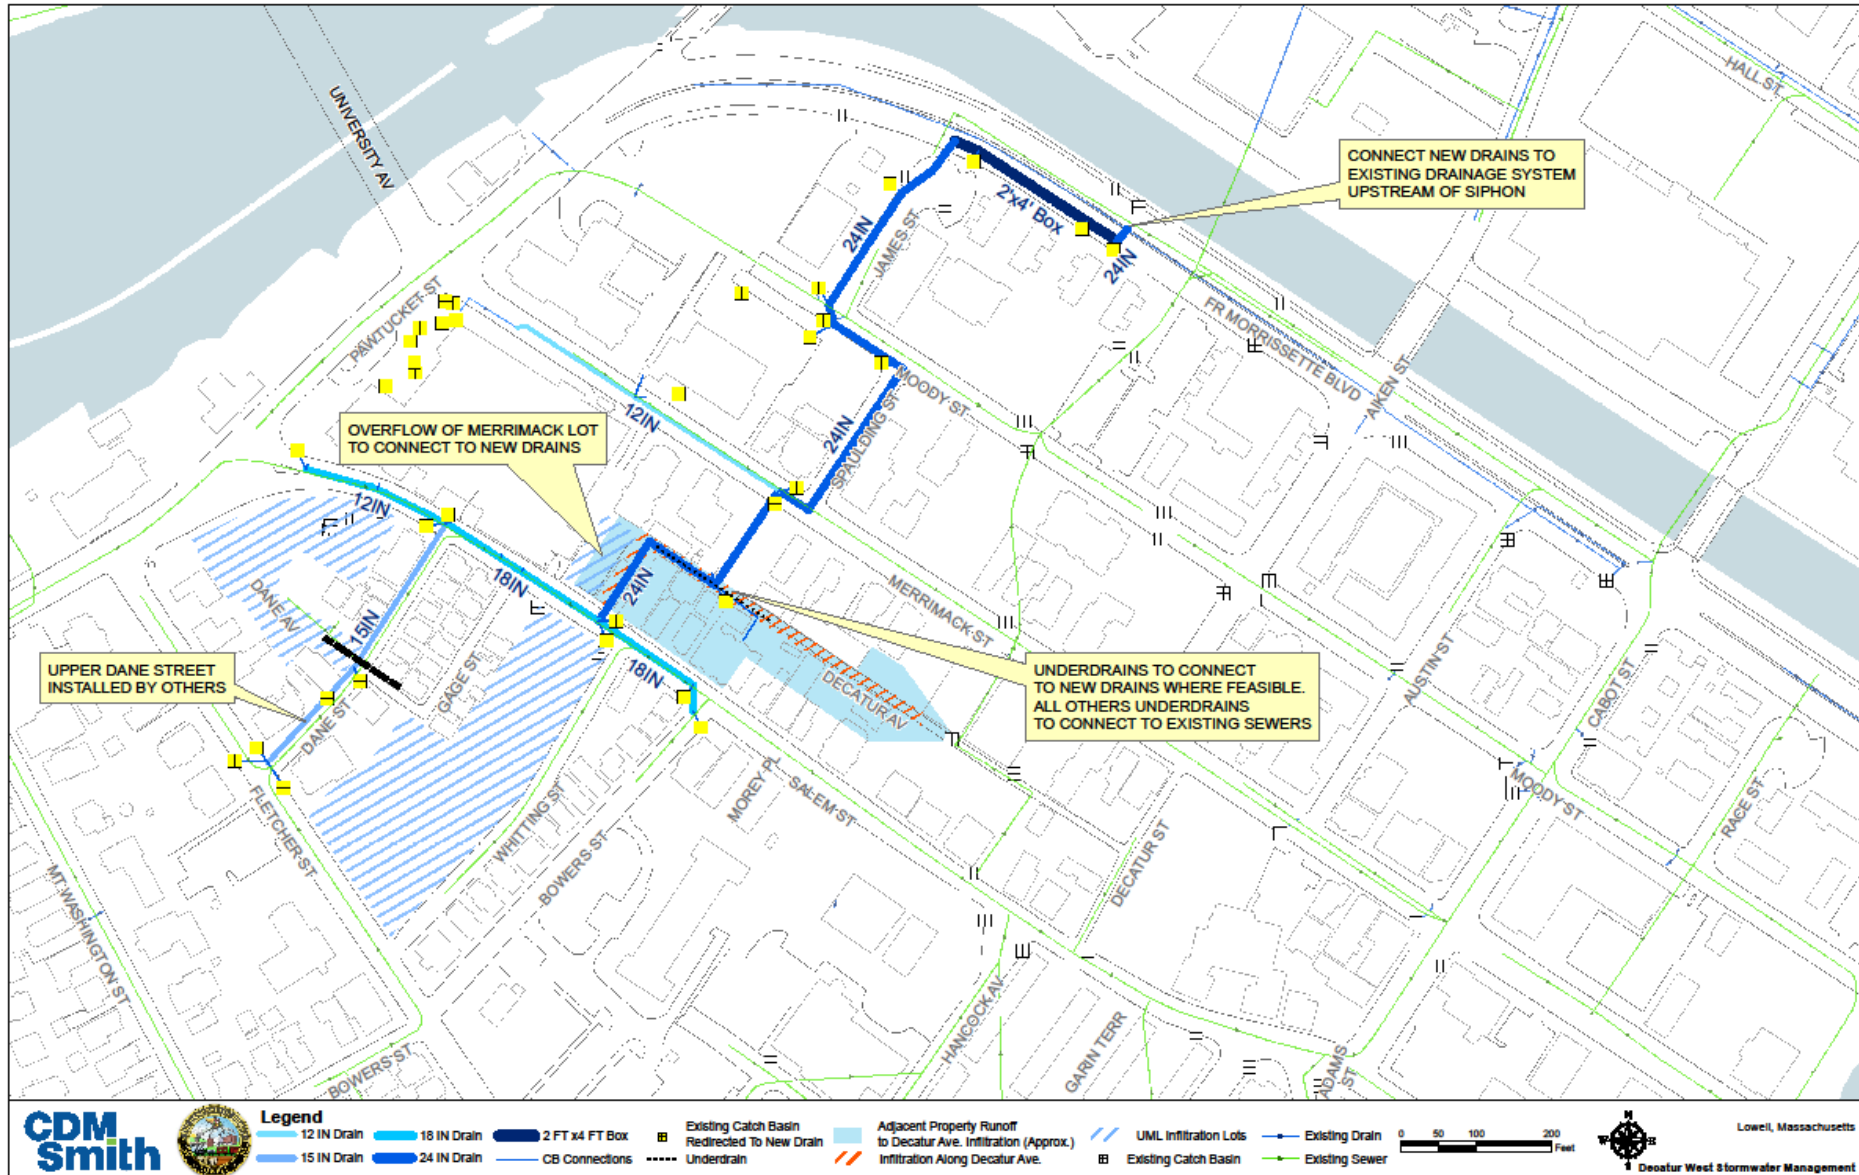 UNIVERSITY AV
HALL ST
CONNECT NEW DRAINS TO
EXISTING DRAINAGE SYSTEM
UPSTREAM OF SIPHON
2'x4' Box
24IN
JAMES ST
24IN
PAWTUCKET ST
FR MORRISSETTE BLVD
AIKEN ST
MOODY ST
12IN
24IN
SPAULDING ST
OVERFLOW OF MERRIMACK LOT
TO CONNECT TO NEW DRAINS
12IN
18IN
24IN
MERRIMACK ST
DANE AV
15IN
GAGE ST
18IN
DECATUR AV
UPPER DANE STREET
INSTALLED BY OTHERS
UNDERDRAINS TO CONNECT
TO NEW DRAINS WHERE FEASIBLE.
ALL OTHERS UNDERDRAINS
TO CONNECT TO EXISTING SEWERS
AUSTIN ST
CABOT ST
DANE ST
FLETCHER ST
WHITTING ST
MOREY PL
SALEM ST
BOWERS ST
MOODY ST
RACE ST
DECATUR ST
MT WASHINGTON ST
HANCOCK AV
GARIN TERR
ADAMS ST
BOWERS ST
CDM
Smith
Legend
12 IN Drain
18 IN Drain
2 FT x4 FT Box
Existing Catch Basin
Redirected To New Drain
Adjacent Property Runoff
to Decatur Ave. Infiltration (Approx.)
UML Infiltration Lots
Existing Drain
0 50 100 200
Feet
15 IN Drain
24 IN Drain
CB Connections
Underdrain
Infiltration Along Decatur Ave.
Existing Catch Basin
Existing Sewer
N
W E
S
Lowell, Massachusetts
Decatur West Stormwater Management